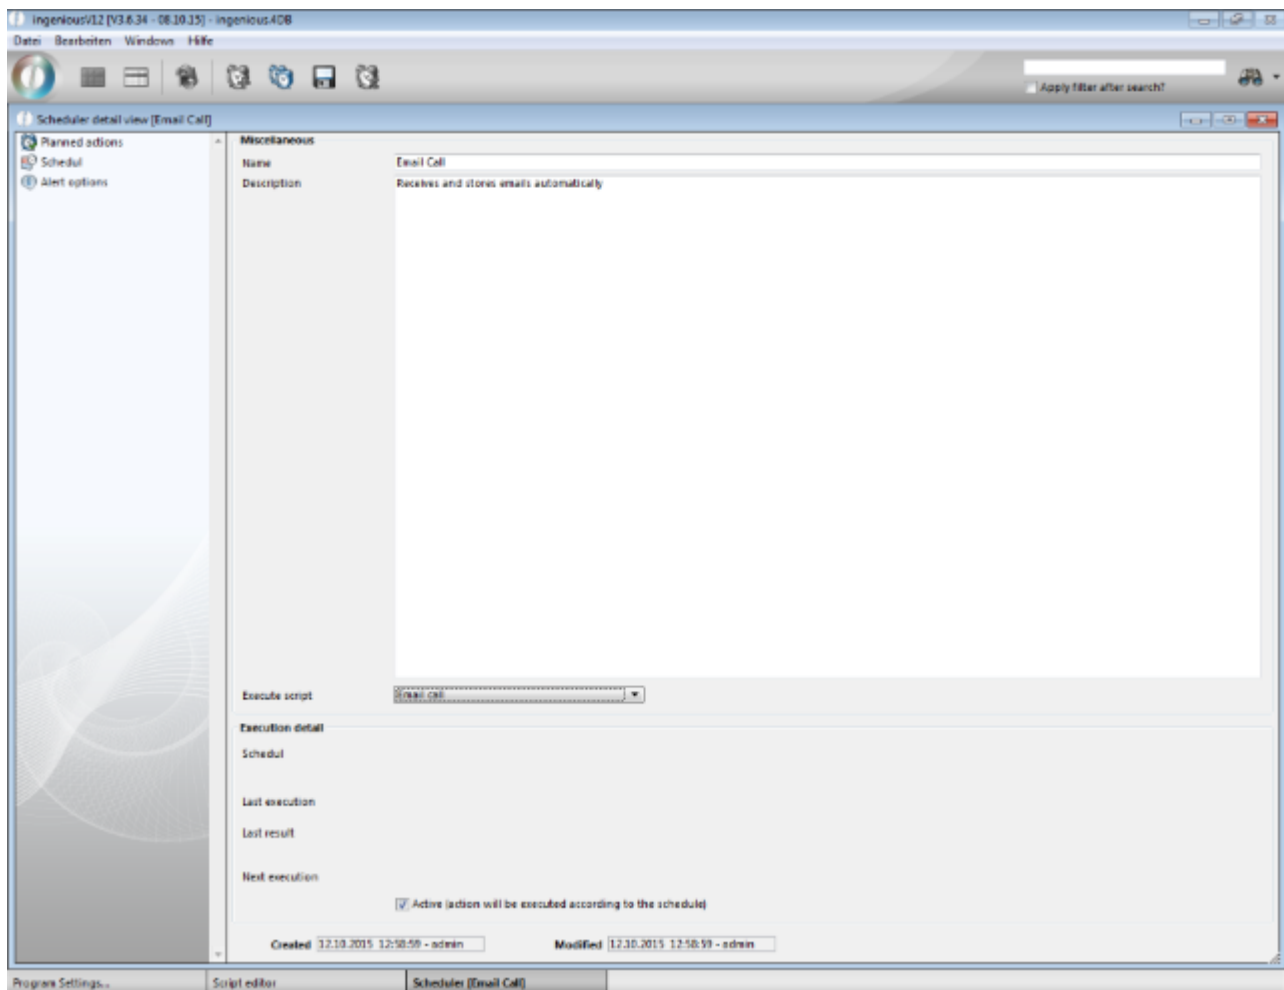 ingeniousV12 [V3.6.34 - 08.10.15] - ingenious.4DB
Datei Bearbeiten Windows Hilfe
Apply filter after search?
Scheduler detail view [Email Call]
Planned actions
Schedul
Alert options
Miscellaneous
Name Email Call
Description Receives and stores emails automatically
Execute script Email call
Execution detail
Schedul
Last execution
Last result
Next execution
Active (action will be executed according to the schedule)
Created 12.10.2015 12:58:59 - admin Modified 12.10.2015 12:58:59 - admin
Program Settings... Script editor Scheduler [Email Call]